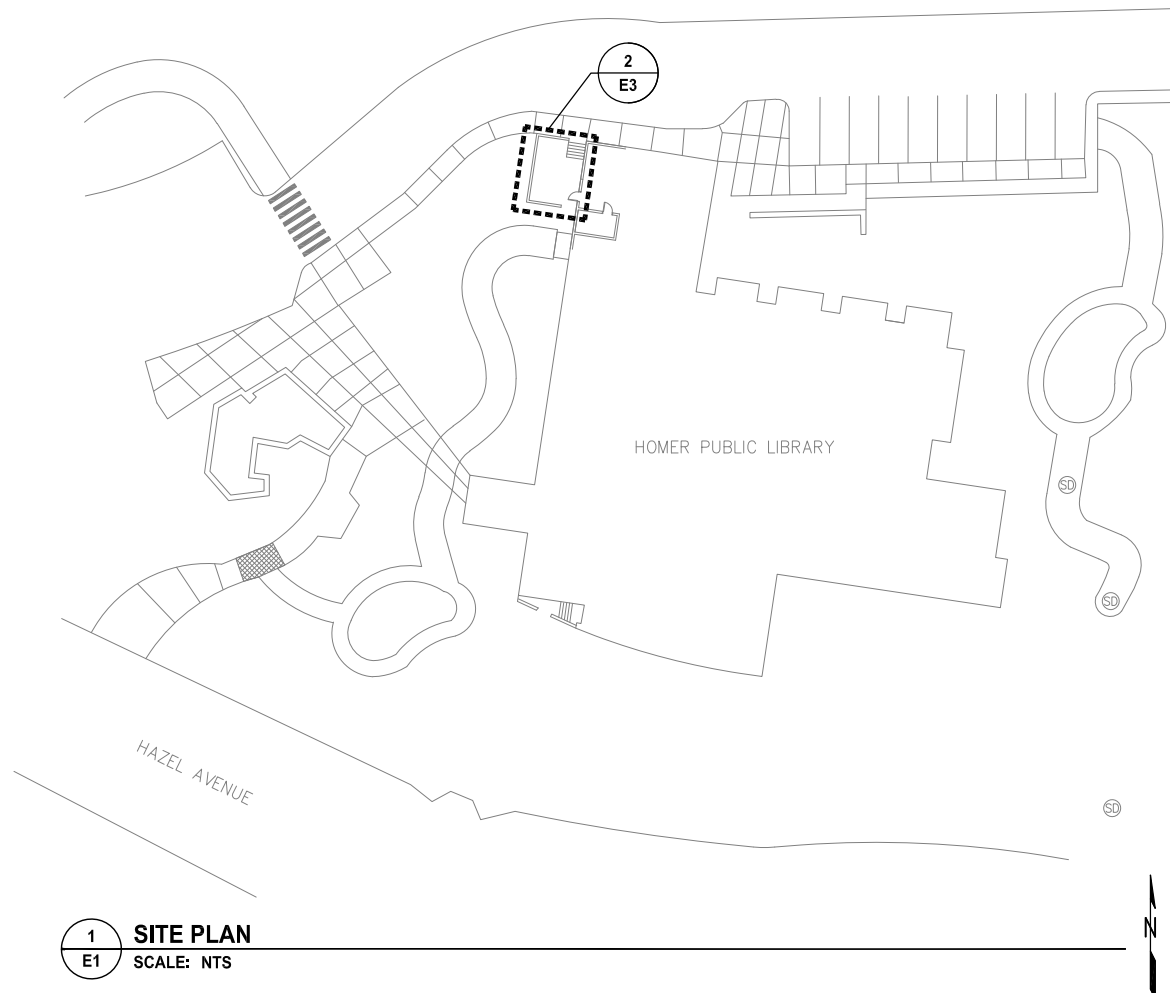 2
E3
HOMER PUBLIC LIBRARY
SD
SD
HAZEL AVENUE
SD
1
E1
SITE PLAN
SCALE: NTS
N